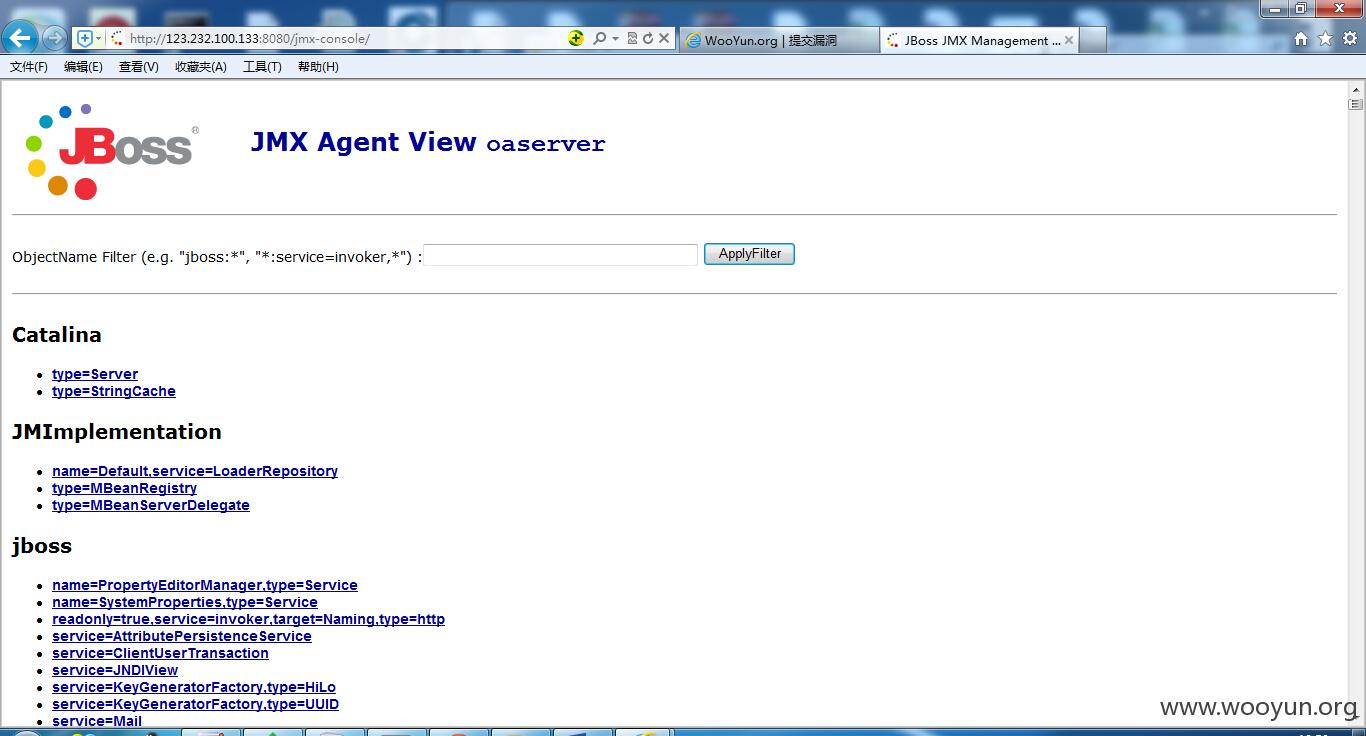 http://123.232.100.133:8080/jmx-console/
WooYun.org | 提交漏洞
JBoss JMX Management ...
文件(F) 编辑(E) 查看(V) 收藏夹(A) 工具(T) 帮助(H)
JBoss®
JMX Agent View oaserver
ObjectName Filter (e.g. "jboss:*", "*:service=invoker,*") :
ApplyFilter
Catalina
type=Server
type=StringCache
JMImplementation
name=Default,service=LoaderRepository
type=MBeanRegistry
type=MBeanServerDelegate
jboss
name=PropertyEditorManager,type=Service
name=SystemProperties,type=Service
readonly=true,service=invoker,target=Naming,type=http
service=AttributePersistenceService
service=ClientUserTransaction
service=JNDIView
service=KeyGeneratorFactory,type=HiLo
service=KeyGeneratorFactory,type=UUID
service=Mail
www.wooyun.org